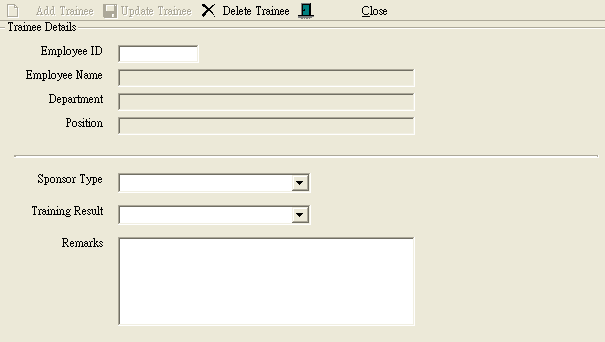 Add Trainee Update Trainee Delete Trainee Close
Trainee Details
Employee ID
Employee Name
Department
Position
Sponsor Type
Training Result
Remarks